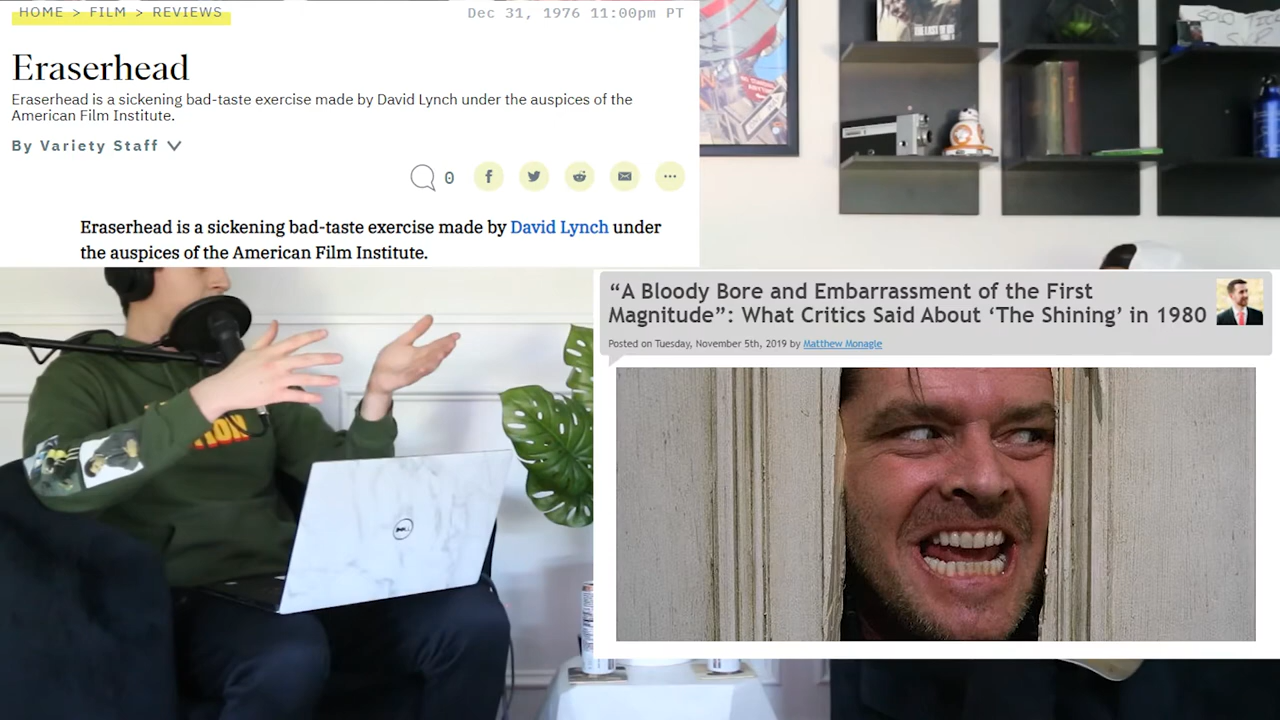 HOME > FILM > REVIEWS
Dec 31, 1976 11:00pm PT
Eraserhead
Eraserhead is a sickening bad-taste exercise made by David Lynch under the auspices of the
American Film Institute.
By Variety Staff
0
Eraserhead is a sickening bad-taste exercise made by David Lynch under
the auspices of the American Film Institute.
“A Bloody Bore and Embarrassment of the First
Magnitude”: What Critics Said About ‘The Shining’ in 1980
Posted on Tuesday, November 5th, 2019 by Matthew Monagle
DELL